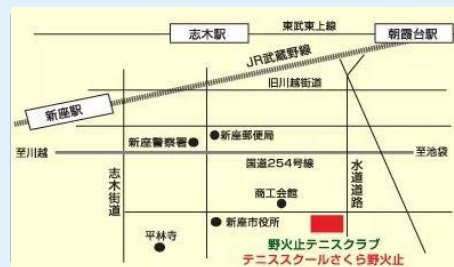 東武東上線
志木駅
朝霞台駅
JR武蔵野線
旧川越街道
新座駅
新座警察署
新座郵便局
至川越
至池袋
国道254号線
志木街道
水道道路
商工会館
新座市役所
平林寺
野火止テニスクラブ
テニススクールさくら野火止